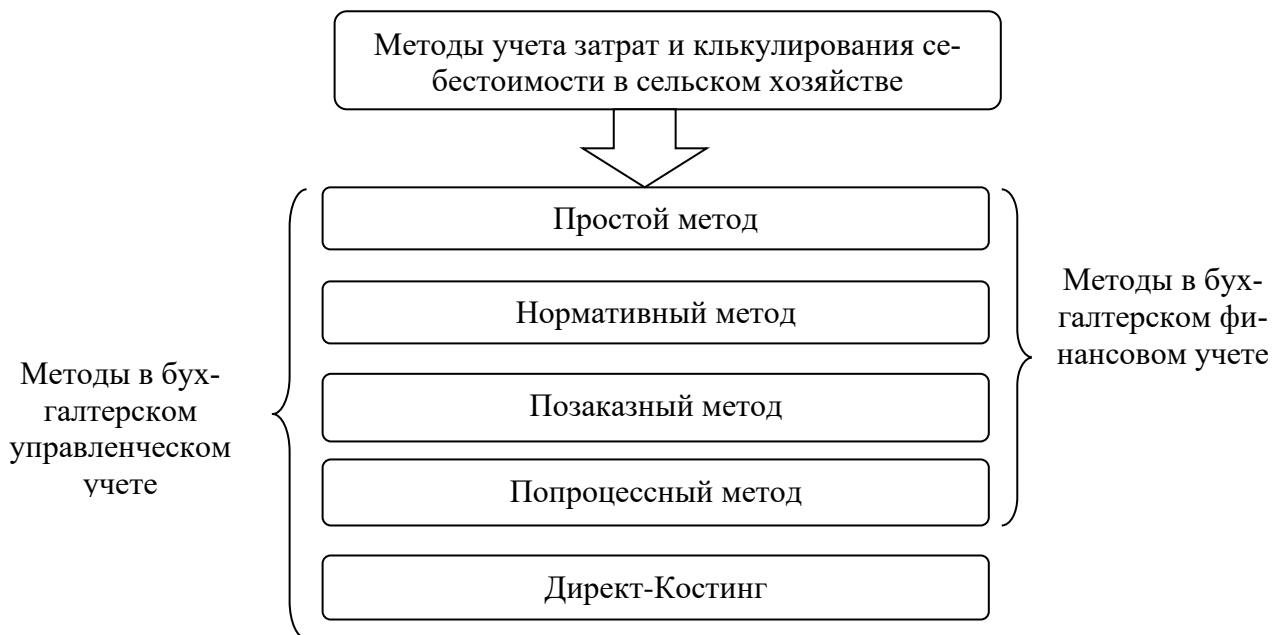 Методы учета затрат и клькулирования се-
бестоимости в сельском хозяйстве
Простой метод
Нормативный метод
Позаказный метод
Попроцессный метод
Директ-Костинг
Методы в бух-
галтерском
управленческом
учете
Методы в бух-
галтерском фи-
нансовом учете